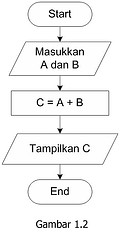 Start
Masukkan
A dan B
C = A + B
Tampilkan C
End
Gambar 1.2